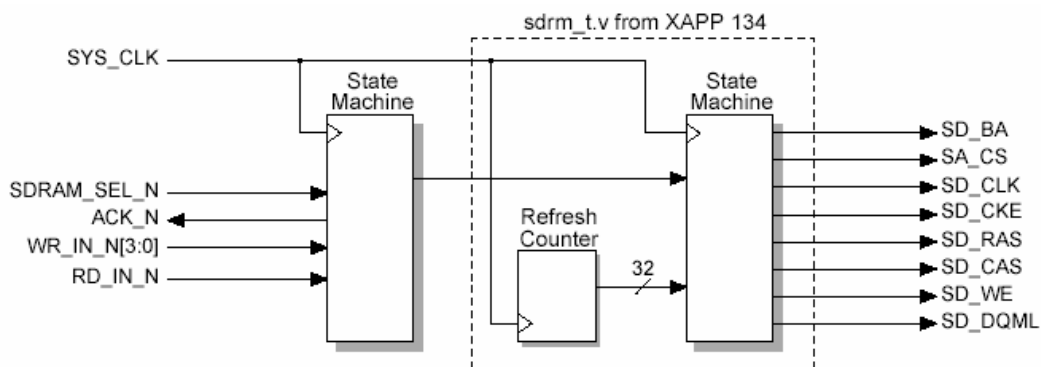 sdrm_t.v from XAPP 134
SYS_CLK
State
Machine
State
Machine
SDRAM_SEL_N
ACK_N
WR_IN_N[3:0]
RD_IN_N
Refresh
Counter
32
SD_BA
SA_CS
SD_CLK
SD_CKE
SD_RAS
SD_CAS
SD_WE
SD_DQML